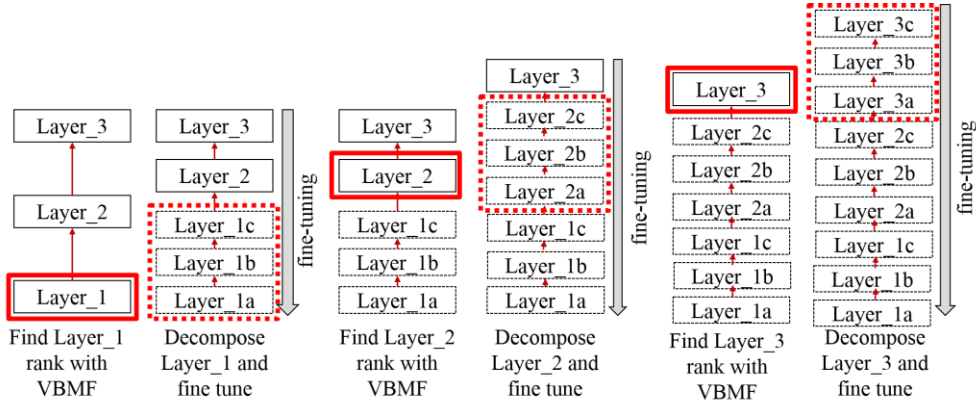 Layer_3
Layer_2
Layer_1
Find Layer_1
rank with
VBMF
Layer_3
Layer_2
Layer_1c
Layer_1b
Layer_1a
Decompose
Layer_1 and
fine tune
fine-tuning
Layer_3
Layer_2
Layer_1c
Layer_1b
Layer_1a
Find Layer_2
rank with
VBMF
Layer_3
Layer_2c
Layer_2b
Layer_2a
Layer_1c
Layer_1b
Layer_1a
Decompose
Layer_2 and
fine tune
fine-tuning
Layer_3
Layer_2c
Layer_2b
Layer_2a
Layer_1c
Layer_1b
Layer_1a
Find Layer_3
rank with
VBMF
Layer_3c
Layer_3b
Layer_3a
Layer_2c
Layer_2b
Layer_2a
Layer_1c
Layer_1b
Layer_1a
Decompose
Layer_3 and
fine tune
fine-tuning